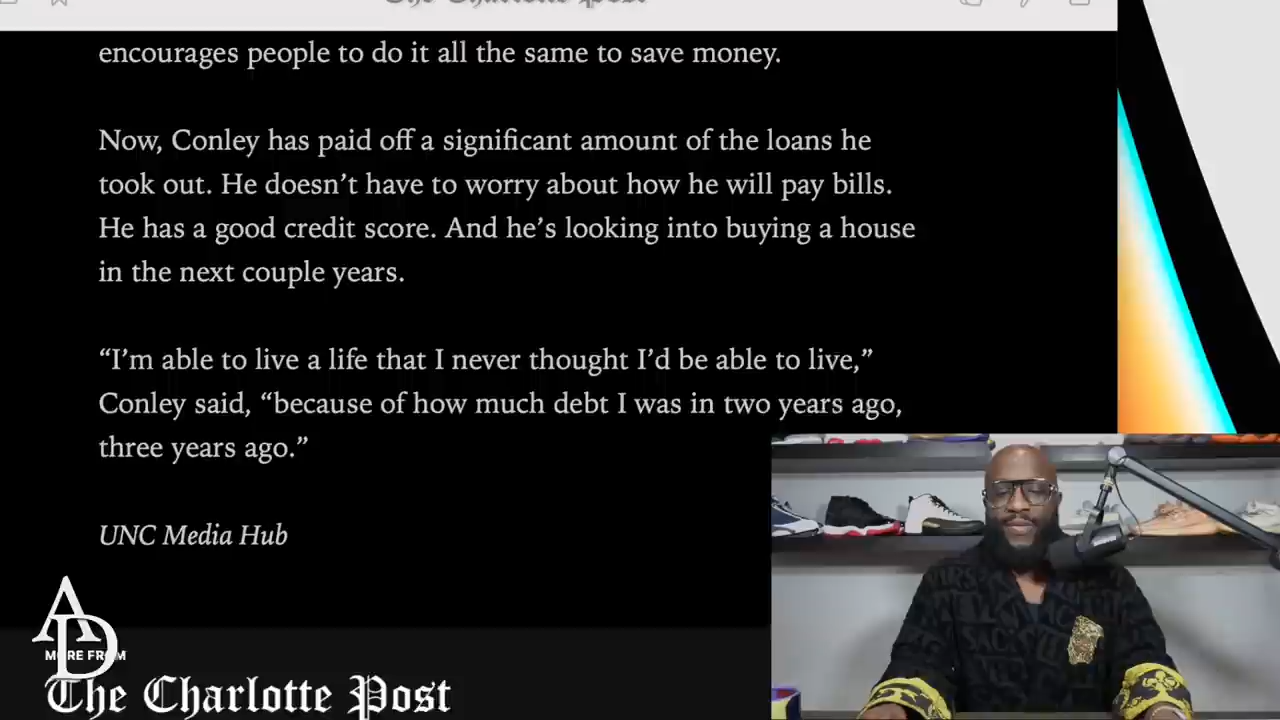 The Charlotte Post
encourages people to do it all the same to save money.
Now, Conley has paid off a significant amount of the loans he
took out. He doesn’t have to worry about how he will pay bills.
He has a good credit score. And he’s looking into buying a house
in the next couple years.
“I’m able to live a life that I never thought I’d be able to live,”
Conley said, “because of how much debt I was in two years ago,
three years ago.”
UNC Media Hub
AD
MORE FROM
The Charlotte Post